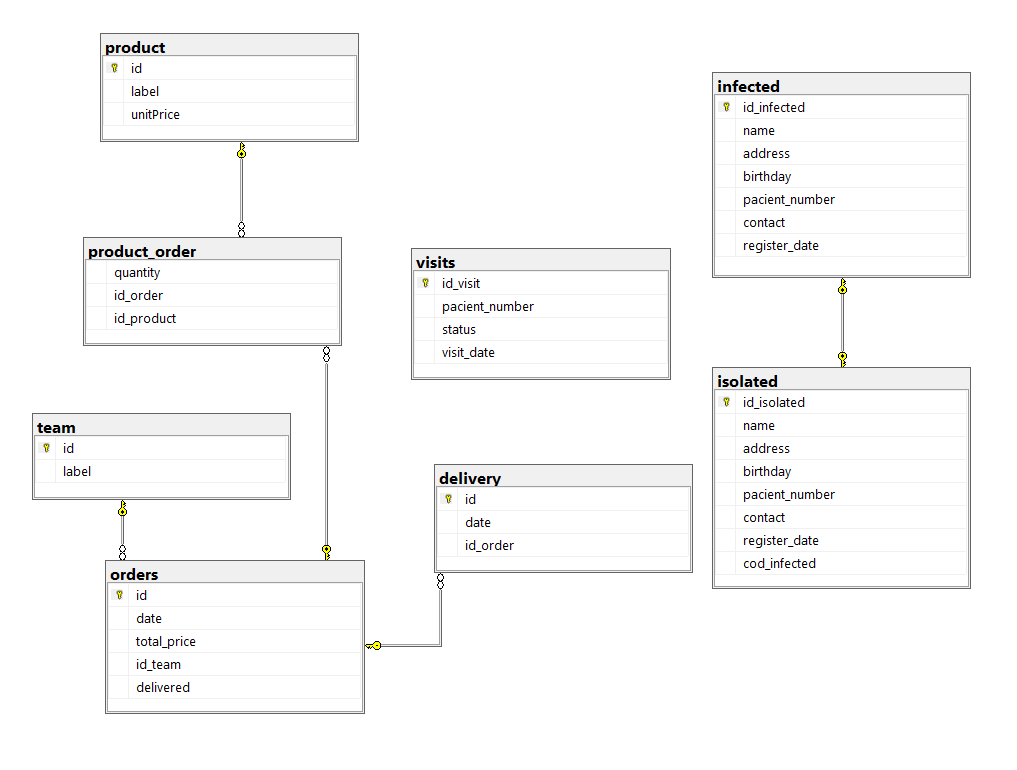 product
id
label
unitPrice
product_order
quantity
id_order
id_product
team
id
label
orders
id
date
total_price
id_team
delivered
visits
id_visit
pacient_number
status
visit_date
delivery
id
date
id_order
infected
id_infected
name
address
birthday
pacient_number
contact
register_date
isolated
id_isolated
name
address
birthday
pacient_number
contact
register_date
cod_infected